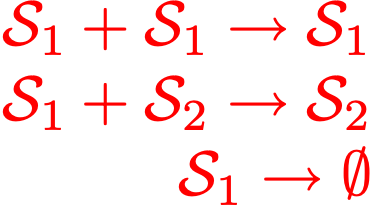 𝒮₁ + 𝒮₁ → 𝒮₁
𝒮₁ + 𝒮₂ → 𝒮₂
𝒮₁ → ∅